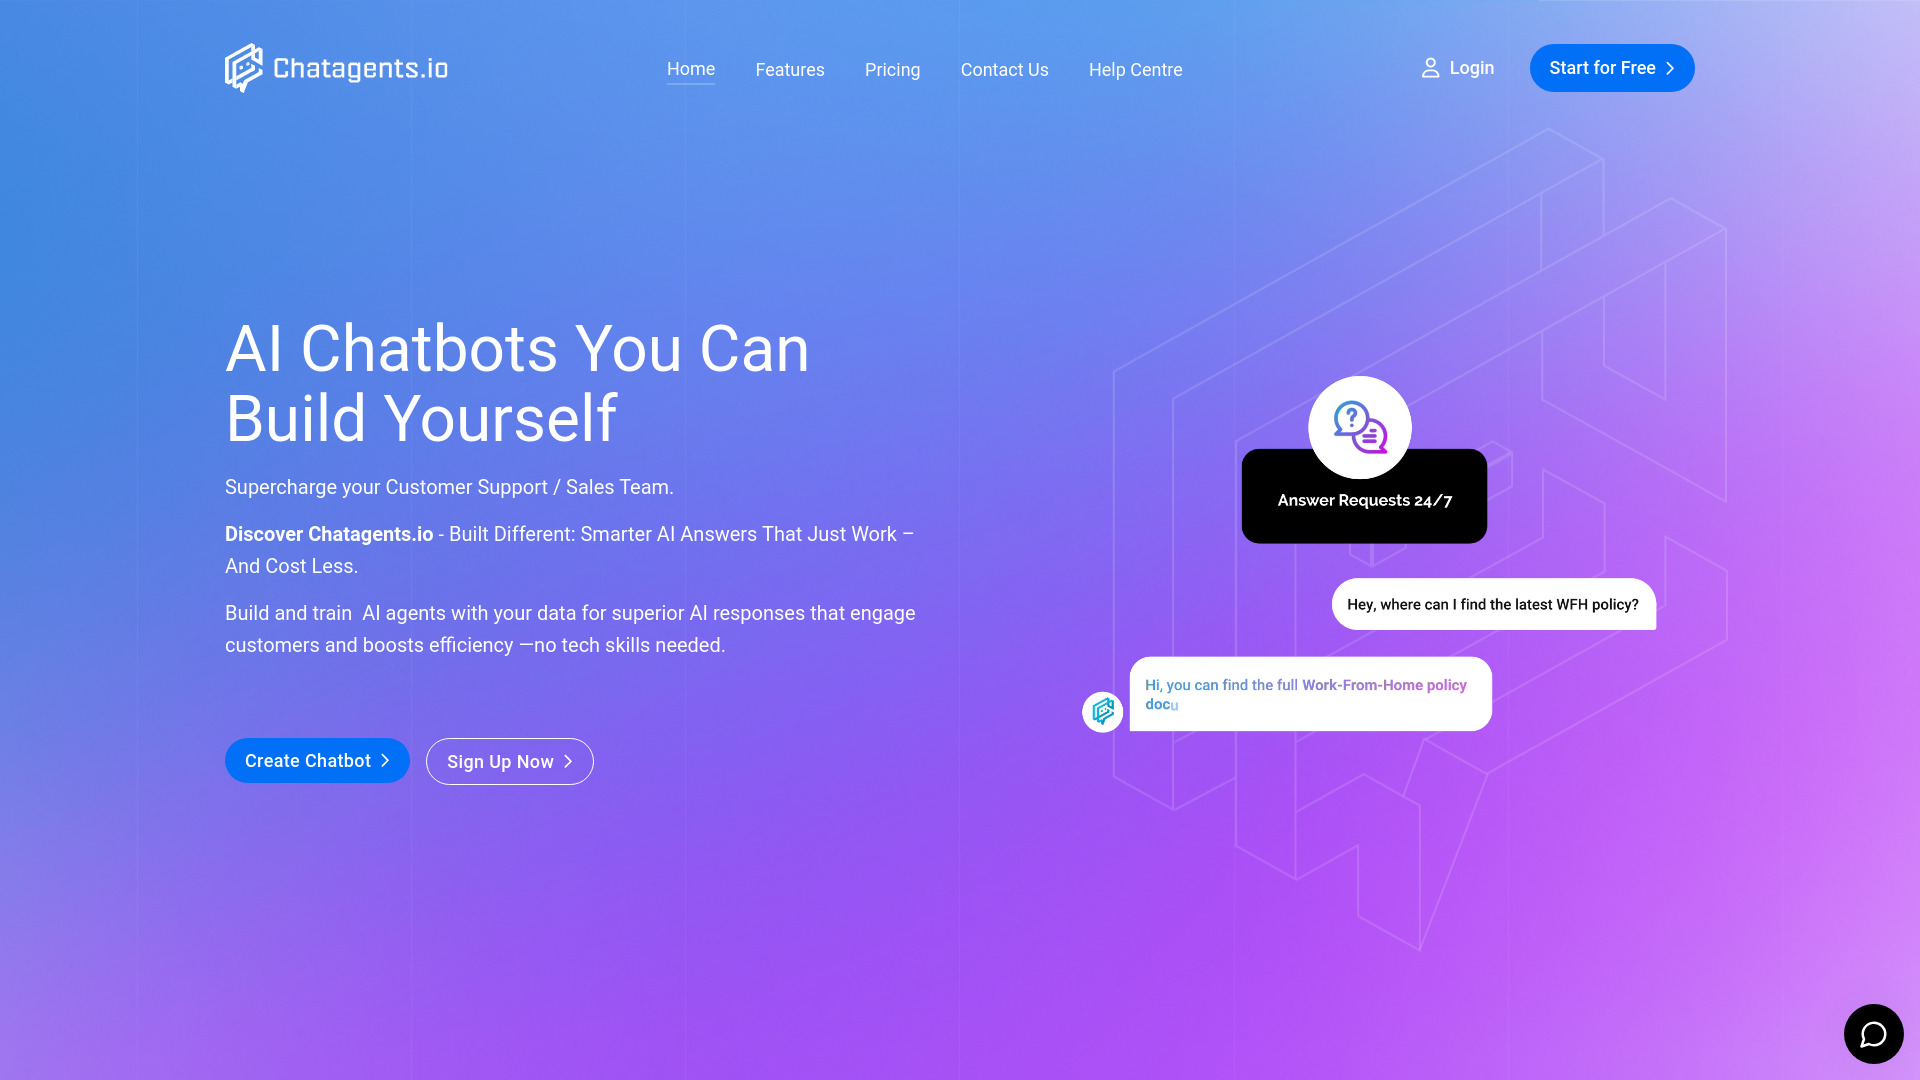 Chatagents.io
Home
Features
Pricing
Contact Us
Help Centre
Login
Start for Free
AI Chatbots You Can
Build Yourself
Supercharge your Customer Support / Sales Team.
Discover Chatagents.io - Built Different: Smarter AI Answers That Just Work –
And Cost Less.
Build and train  AI agents with your data for superior AI responses that engage
customers and boosts efficiency —no tech skills needed.
Create Chatbot
Sign Up Now
Answer Requests 24/7
Hey, where can I find the latest WFH policy?
Hi, you can find the full Work-From-Home policy
docu